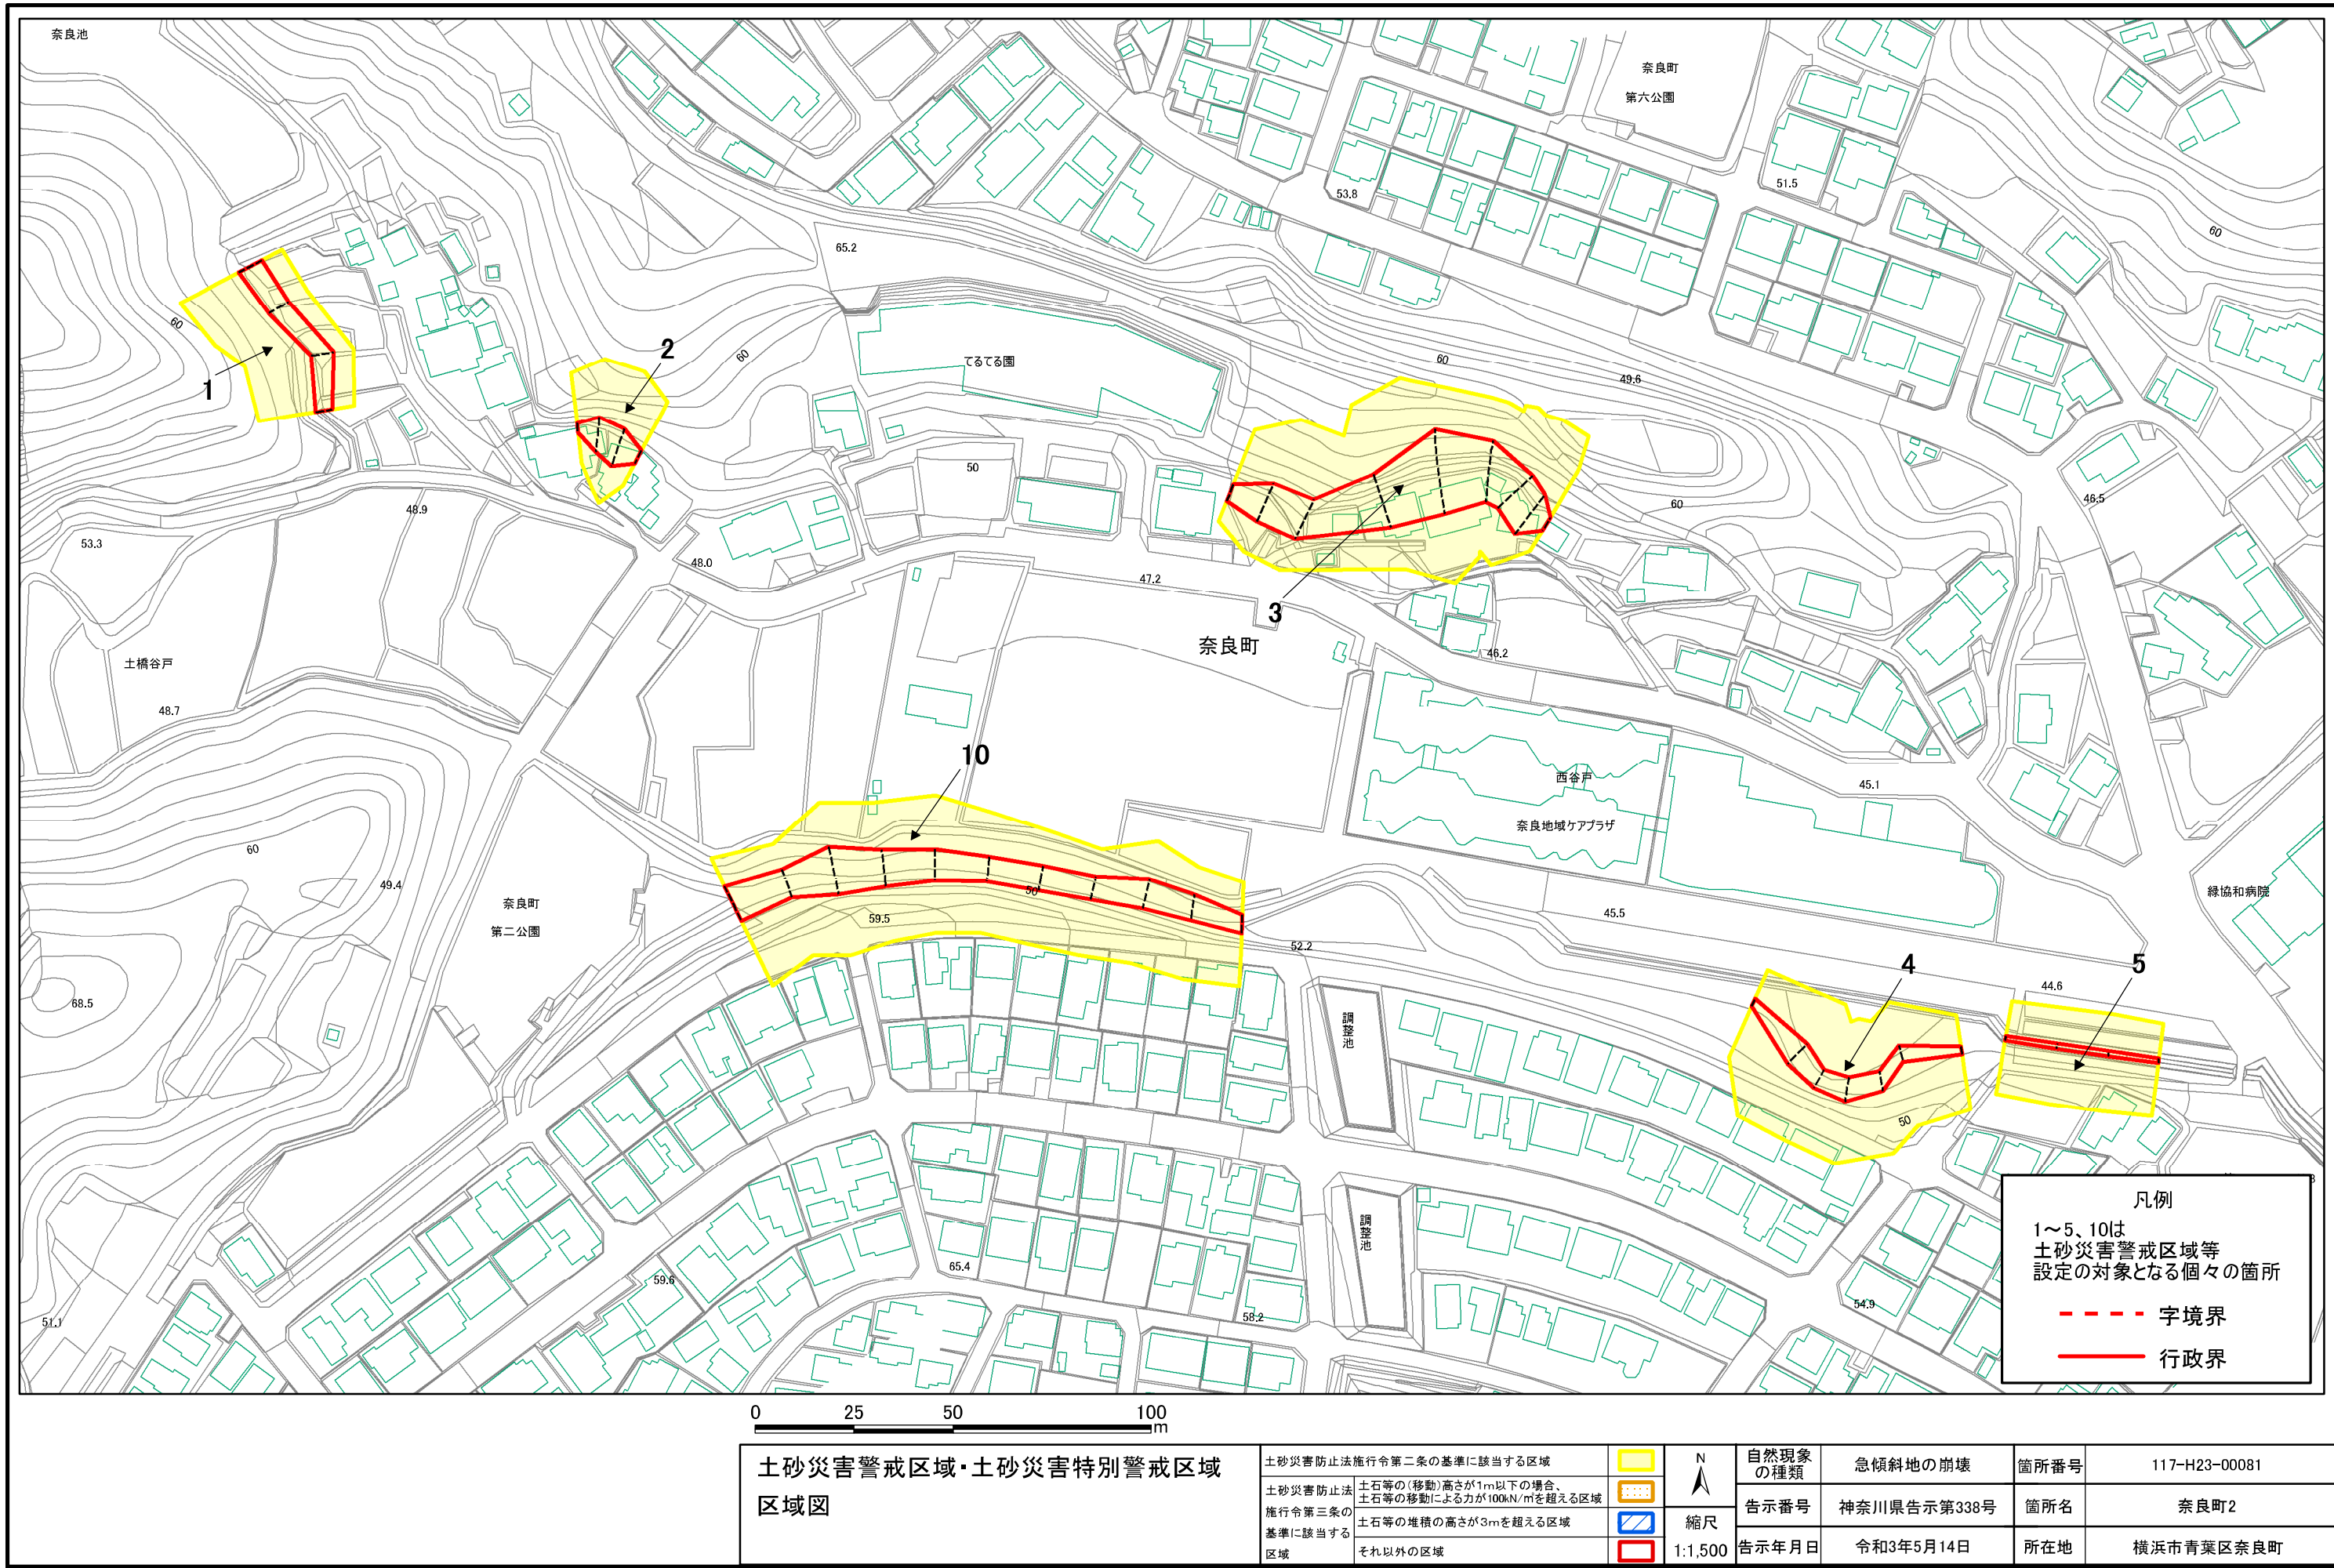 奈良池
奈良町
第六公園
53.8
51.5
60
65.2
60
1
2
60
てるてる園
60
49.6
50
48.9
53.3
48.0
47.2
60
46.5
3
奈良町
46.2
土橋谷戸
48.7
10
西谷戸
45.1
奈良地域ケアプラザ
60
49.4
奈良町
第二公園
50
59.5
52.2
45.5
緑協和病院
4
5
44.6
68.5
調整池
50
調整池
65.4
59.6
58.2
54.9
51.1
凡例
1～5、10は
土砂災害警戒区域等
設定の対象となる個々の箇所
字境界
行政界
0 25 50 100
m
土砂災害警戒区域・土砂災害特別警戒区域
区域図
土砂災害防止法施行令第二条の基準に該当する区域
土砂災害防止法
施行令第三条の
基準に該当する
区域
土石等の(移動)高さが1m以下の場合、
土石等の移動による力が100kN/㎡を超える区域
土石等の堆積の高さが3mを超える区域
それ以外の区域
N
縮尺
1:1,500
自然現象
の種類
急傾斜地の崩壊
箇所番号
117-H23-00081
告示番号
神奈川県告示第338号
箇所名
奈良町2
告示年月日
令和3年5月14日
所在地
横浜市青葉区奈良町